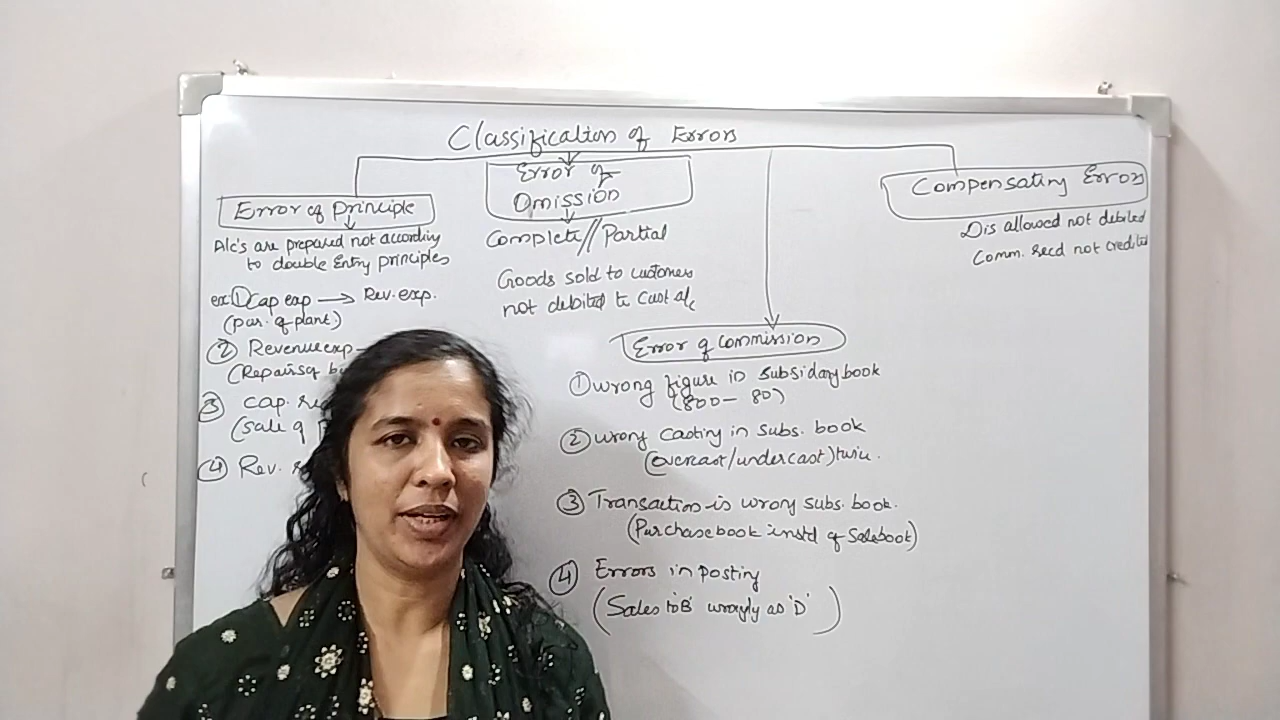 Classification of Errors
Error of Principle
A/c's are prepared not according
to double Entry principles
ex: ① Cap exp → Rev. exp.
(pur. of plant)
② Revenue exp
(Repairs of
③ cap.
(sale of
④ Rev.
Error of
Omission
Complete // Partial
Goods sold to customers
not debited to Cust a/c
Error of commission
① wrong figure in Subsidary book
(800 - 80)
② wrong casting in subs. book
(overcast/undercast) twice.
③ Transaction is wrong subs. book.
(Purchase book instd of Sales book)
④ Errors in posting
(Sales to 'B' wrongly as 'D')
Compensating Errors
Dis allowed not debited
Comm. recd not credited